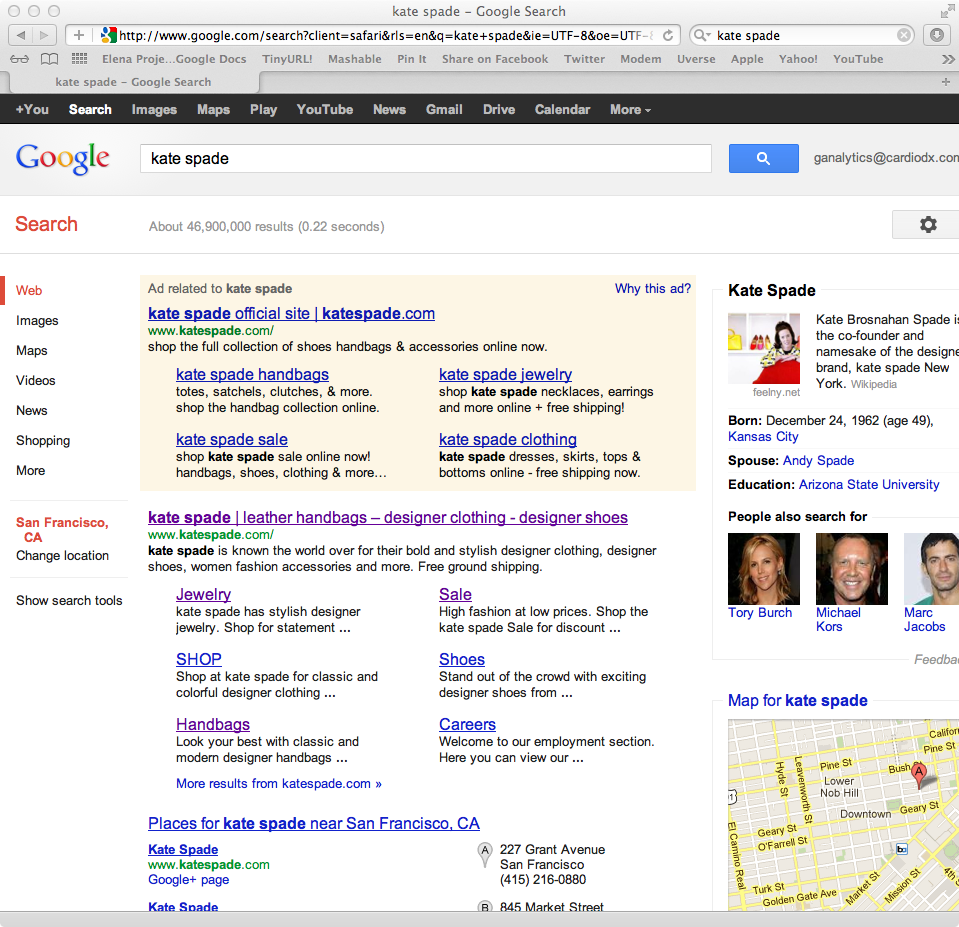 kate spade – Google Search
http://www.google.com/search?client=safari&rls=en&q=kate+spade&ie=UTF-8&oe=UTF-8
kate spade
Elena Proje...Google Docs TinyURL! Mashable Pin It Share on Facebook Twitter Modem Uverse Apple Yahoo! YouTube
kate spade – Google Search
+You Search Images Maps Play YouTube News Gmail Drive Calendar More
Google
kate spade
ganalytics@cardiodx.com
Search
About 46,900,000 results (0.22 seconds)
Web
Images
Maps
Videos
News
Shopping
More
San Francisco,
CA
Change location
Show search tools
Ad related to kate spade
Why this ad?
kate spade official site | katespade.com
www.katespade.com/
shop the full collection of shoes handbags & accessories online now.
kate spade handbags
totes, satchels, clutches, & more.
shop the handbag collection online.
kate spade jewelry
shop kate spade necklaces, earrings
and more online + free shipping!
kate spade sale
shop kate spade sale online now!
handbags, shoes, clothing & more…
kate spade clothing
kate spade dresses, skirts, tops &
bottoms online - free shipping now.
kate spade | leather handbags – designer clothing - designer shoes
www.katespade.com/
kate spade is known the world over for their bold and stylish designer clothing, designer
shoes, women fashion accessories and more. Free ground shipping.
Jewelry
kate spade has stylish designer
jewelry. Shop for statement ...
Sale
High fashion at low prices. Shop the
kate spade Sale for discount ...
SHOP
Shop at kate spade for classic and
colorful designer clothing ...
Shoes
Stand out of the crowd with exciting
designer shoes from ...
Handbags
Look your best with classic and
modern designer handbags ...
Careers
Welcome to our employment section.
Here you can view our ...
More results from katespade.com »
Places for kate spade near San Francisco, CA
Kate Spade
www.katespade.com
Google+ page
A
227 Grant Avenue
San Francisco
(415) 216-0880
Kate Spade
B
845 Market Street
Kate Spade
feelny.net
Kate Brosnahan Spade is
the co-founder and
namesake of the designe
brand, kate spade New
York. Wikipedia
Born: December 24, 1962 (age 49),
Kansas City
Spouse: Andy Spade
Education: Arizona State University
People also search for
Tory Burch
Michael
Kors
Marc
Jacobs
Feedba
Map for kate spade
Californ
Pine St
Pine St
Bush
A
Hyde St
Leavenworth St
Lower
Nob Hill
Downtown
Geary St
Geary St
O'Farrell St
El Camino Real
Turk St
Golden Gate Ave
Market St
Mission St
4th